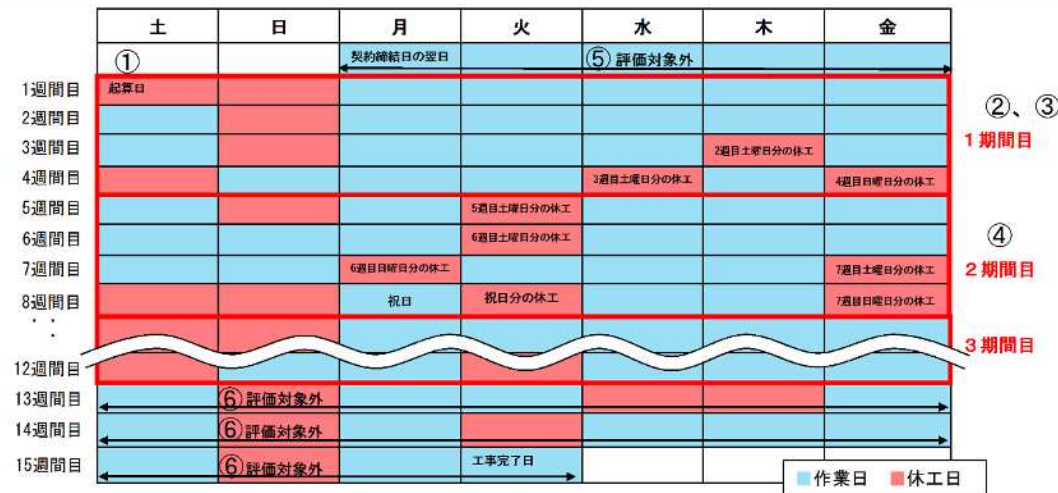 土 日 月 火 水 木 金
① 契約締結日の翌日 ⑤ 評価対象外
1週間目 起算日
②、③
2週間目
1期間目
3週間目 2週目土曜日分の休工
4週間目 3週目土曜日分の休工 4週目日曜日分の休工
5週間目 5週目土曜日分の休工
6週間目 6週目土曜日分の休工
④
7週間目 6週目日曜日分の休工 7週目土曜日分の休工 2期間目
8週間目 祝日 祝日分の休工 7週目日曜日分の休工
・
・
3期間目
12週間目
13週間目 ⑥ 評価対象外
14週間目 ⑥ 評価対象外
15週間目 ⑥ 評価対象外 工事完了日
作業日 休工日